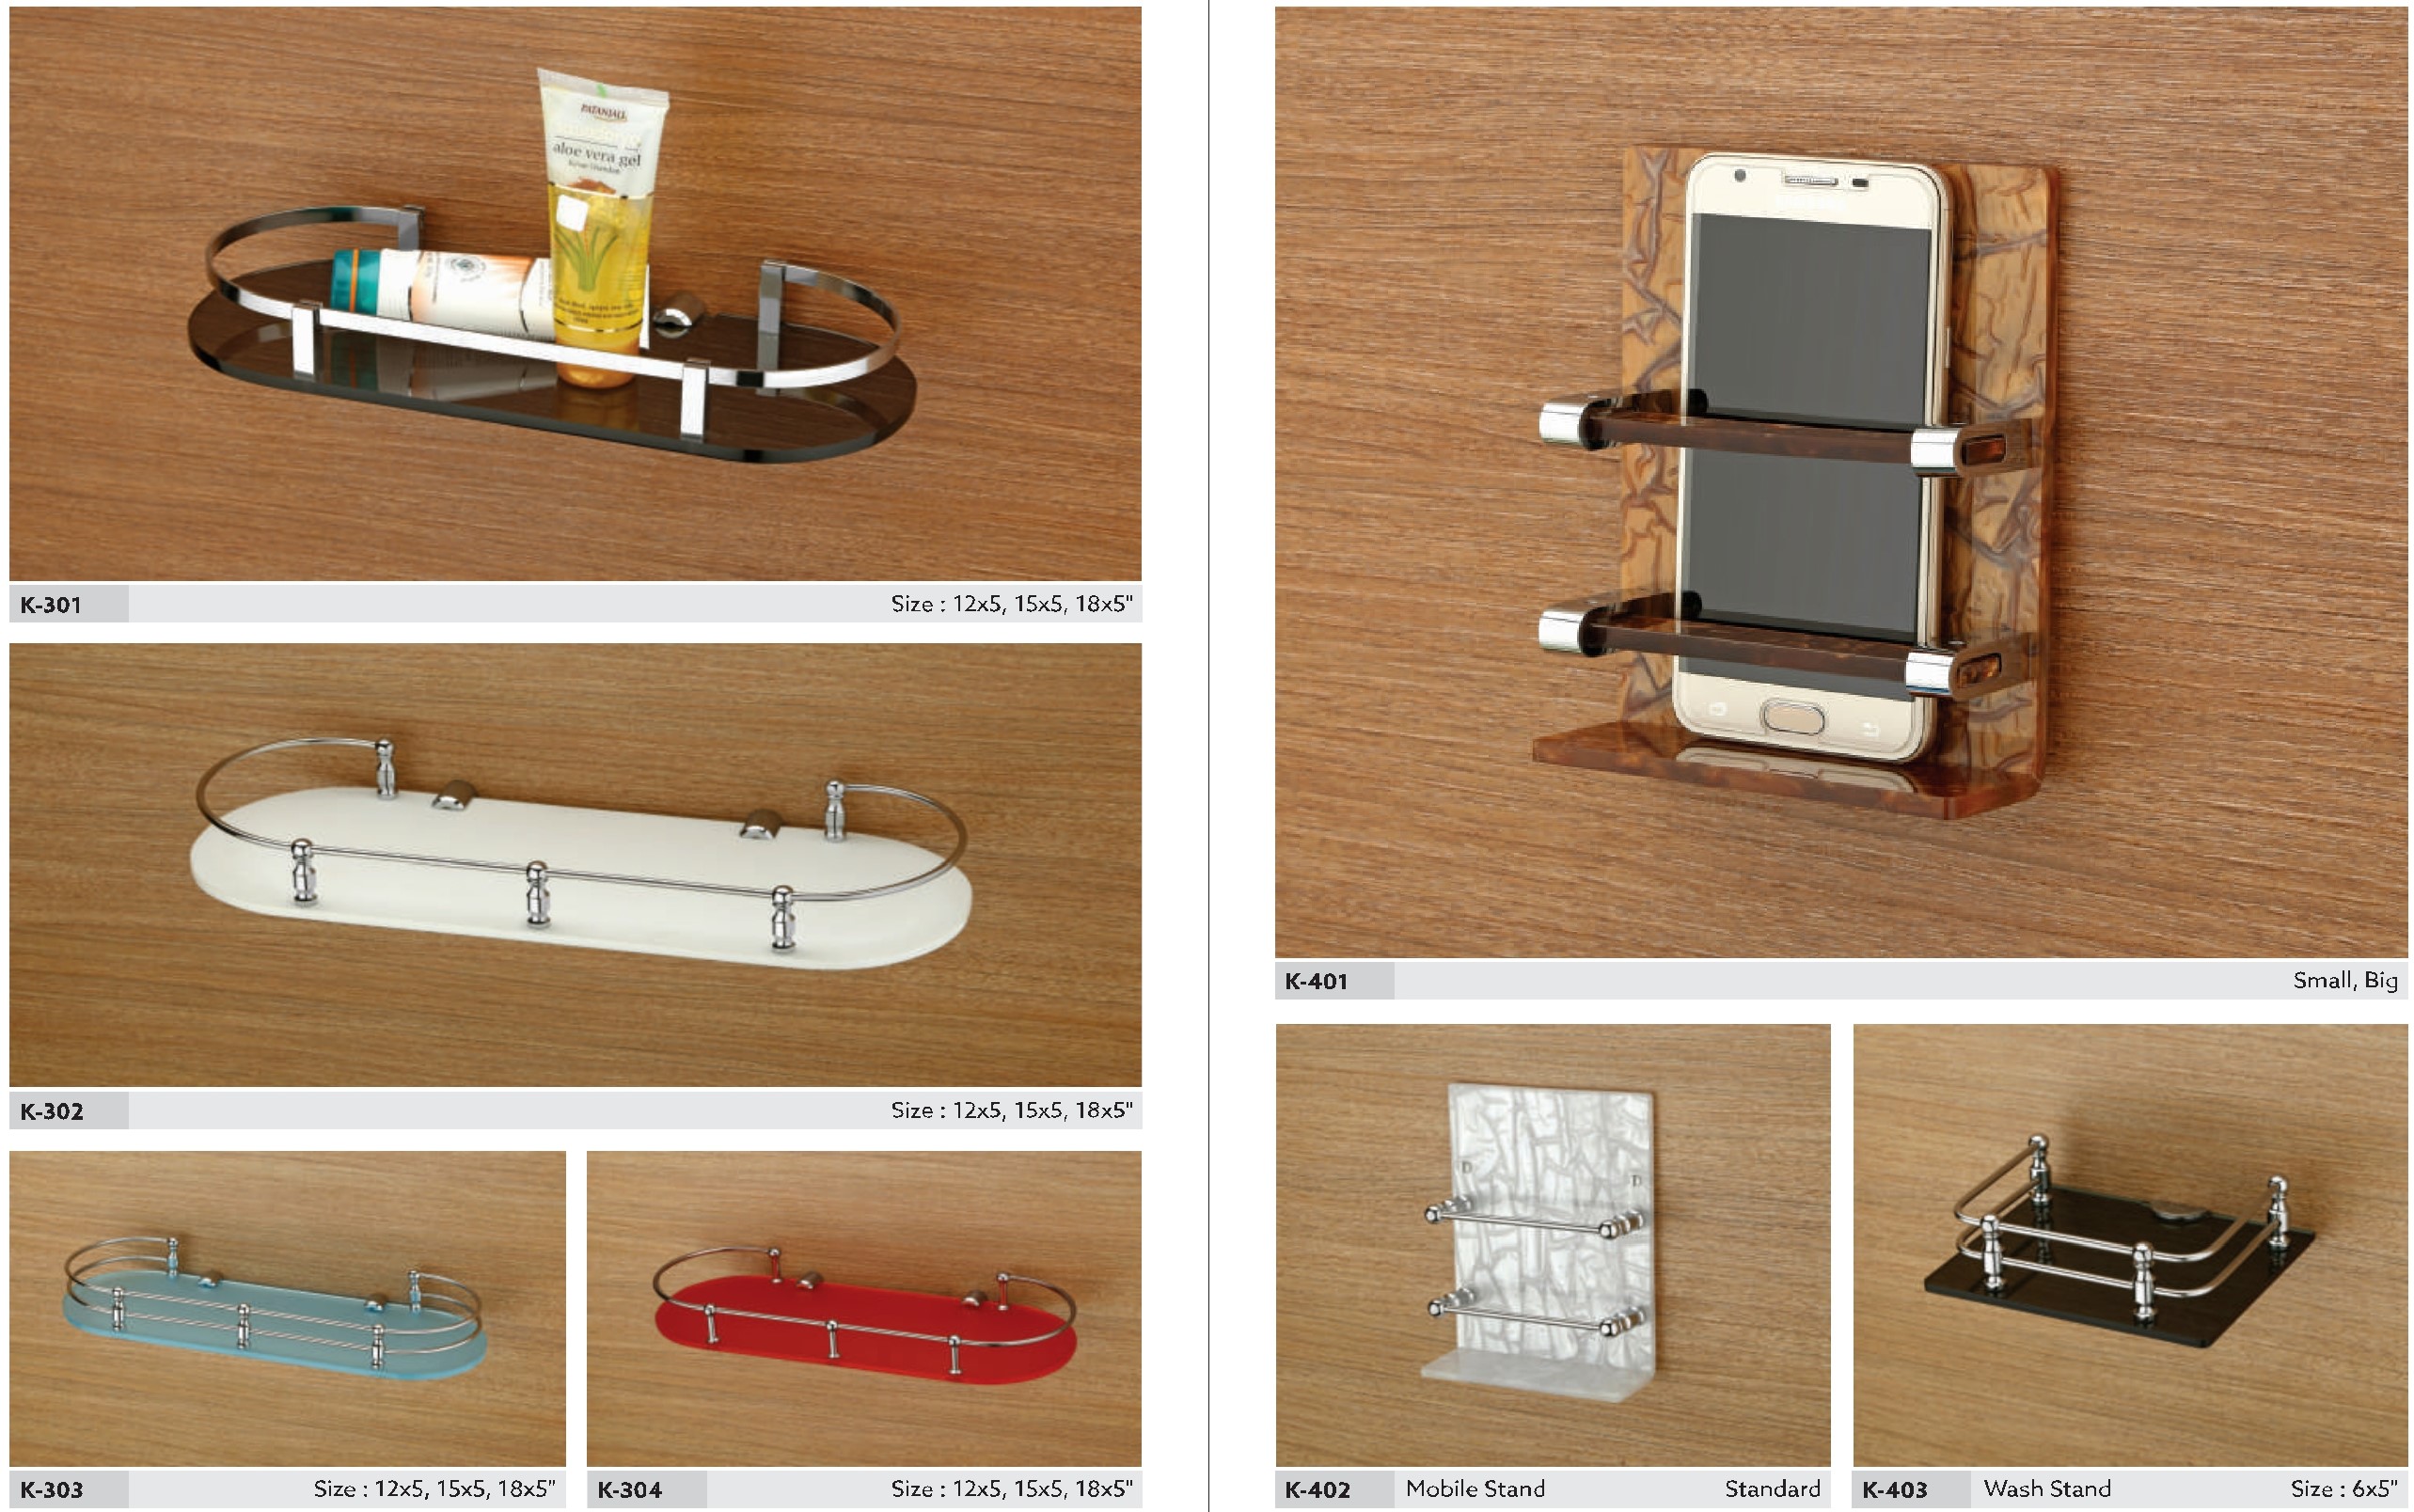 PATANJALI
aloe vera gel
K-301 Size : 12x5, 15x5, 18x5"
K-302 Size : 12x5, 15x5, 18x5"
K-303 Size : 12x5, 15x5, 18x5"
K-304 Size : 12x5, 15x5, 18x5"
K-401 Small, Big
D
D
K-402 Mobile Stand Standard
K-403 Wash Stand Size : 6x5"